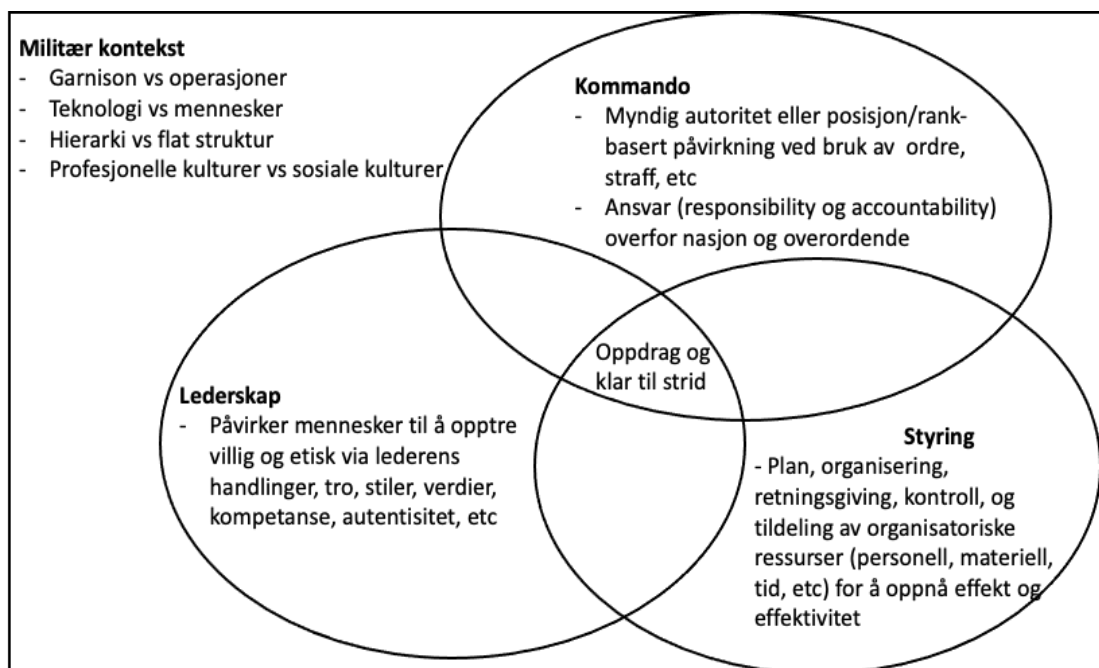 Militær kontekst
- Garnison vs operasjoner
- Teknologi vs mennesker
- Hierarki vs flat struktur
- Profesjonelle kulturer vs sosiale kulturer
Kommando
- Myndig autoritet eller posisjon/rank-
basert påvirkning ved bruk av ordre,
straff, etc
- Ansvar (responsibility og accountability)
overfor nasjon og overordende
Oppdrag og
klar til strid
Lederskap
- Påvirker mennesker til å opptre
villig og etisk via lederens
handlinger, tro, stiler, verdier,
kompetanse, autentisitet, etc
Styring
- Plan, organisering,
retningsgiving, kontroll, og
tildeling av organisatoriske
ressurser (personell, materiell,
tid, etc) for å oppnå effekt og
effektivitet